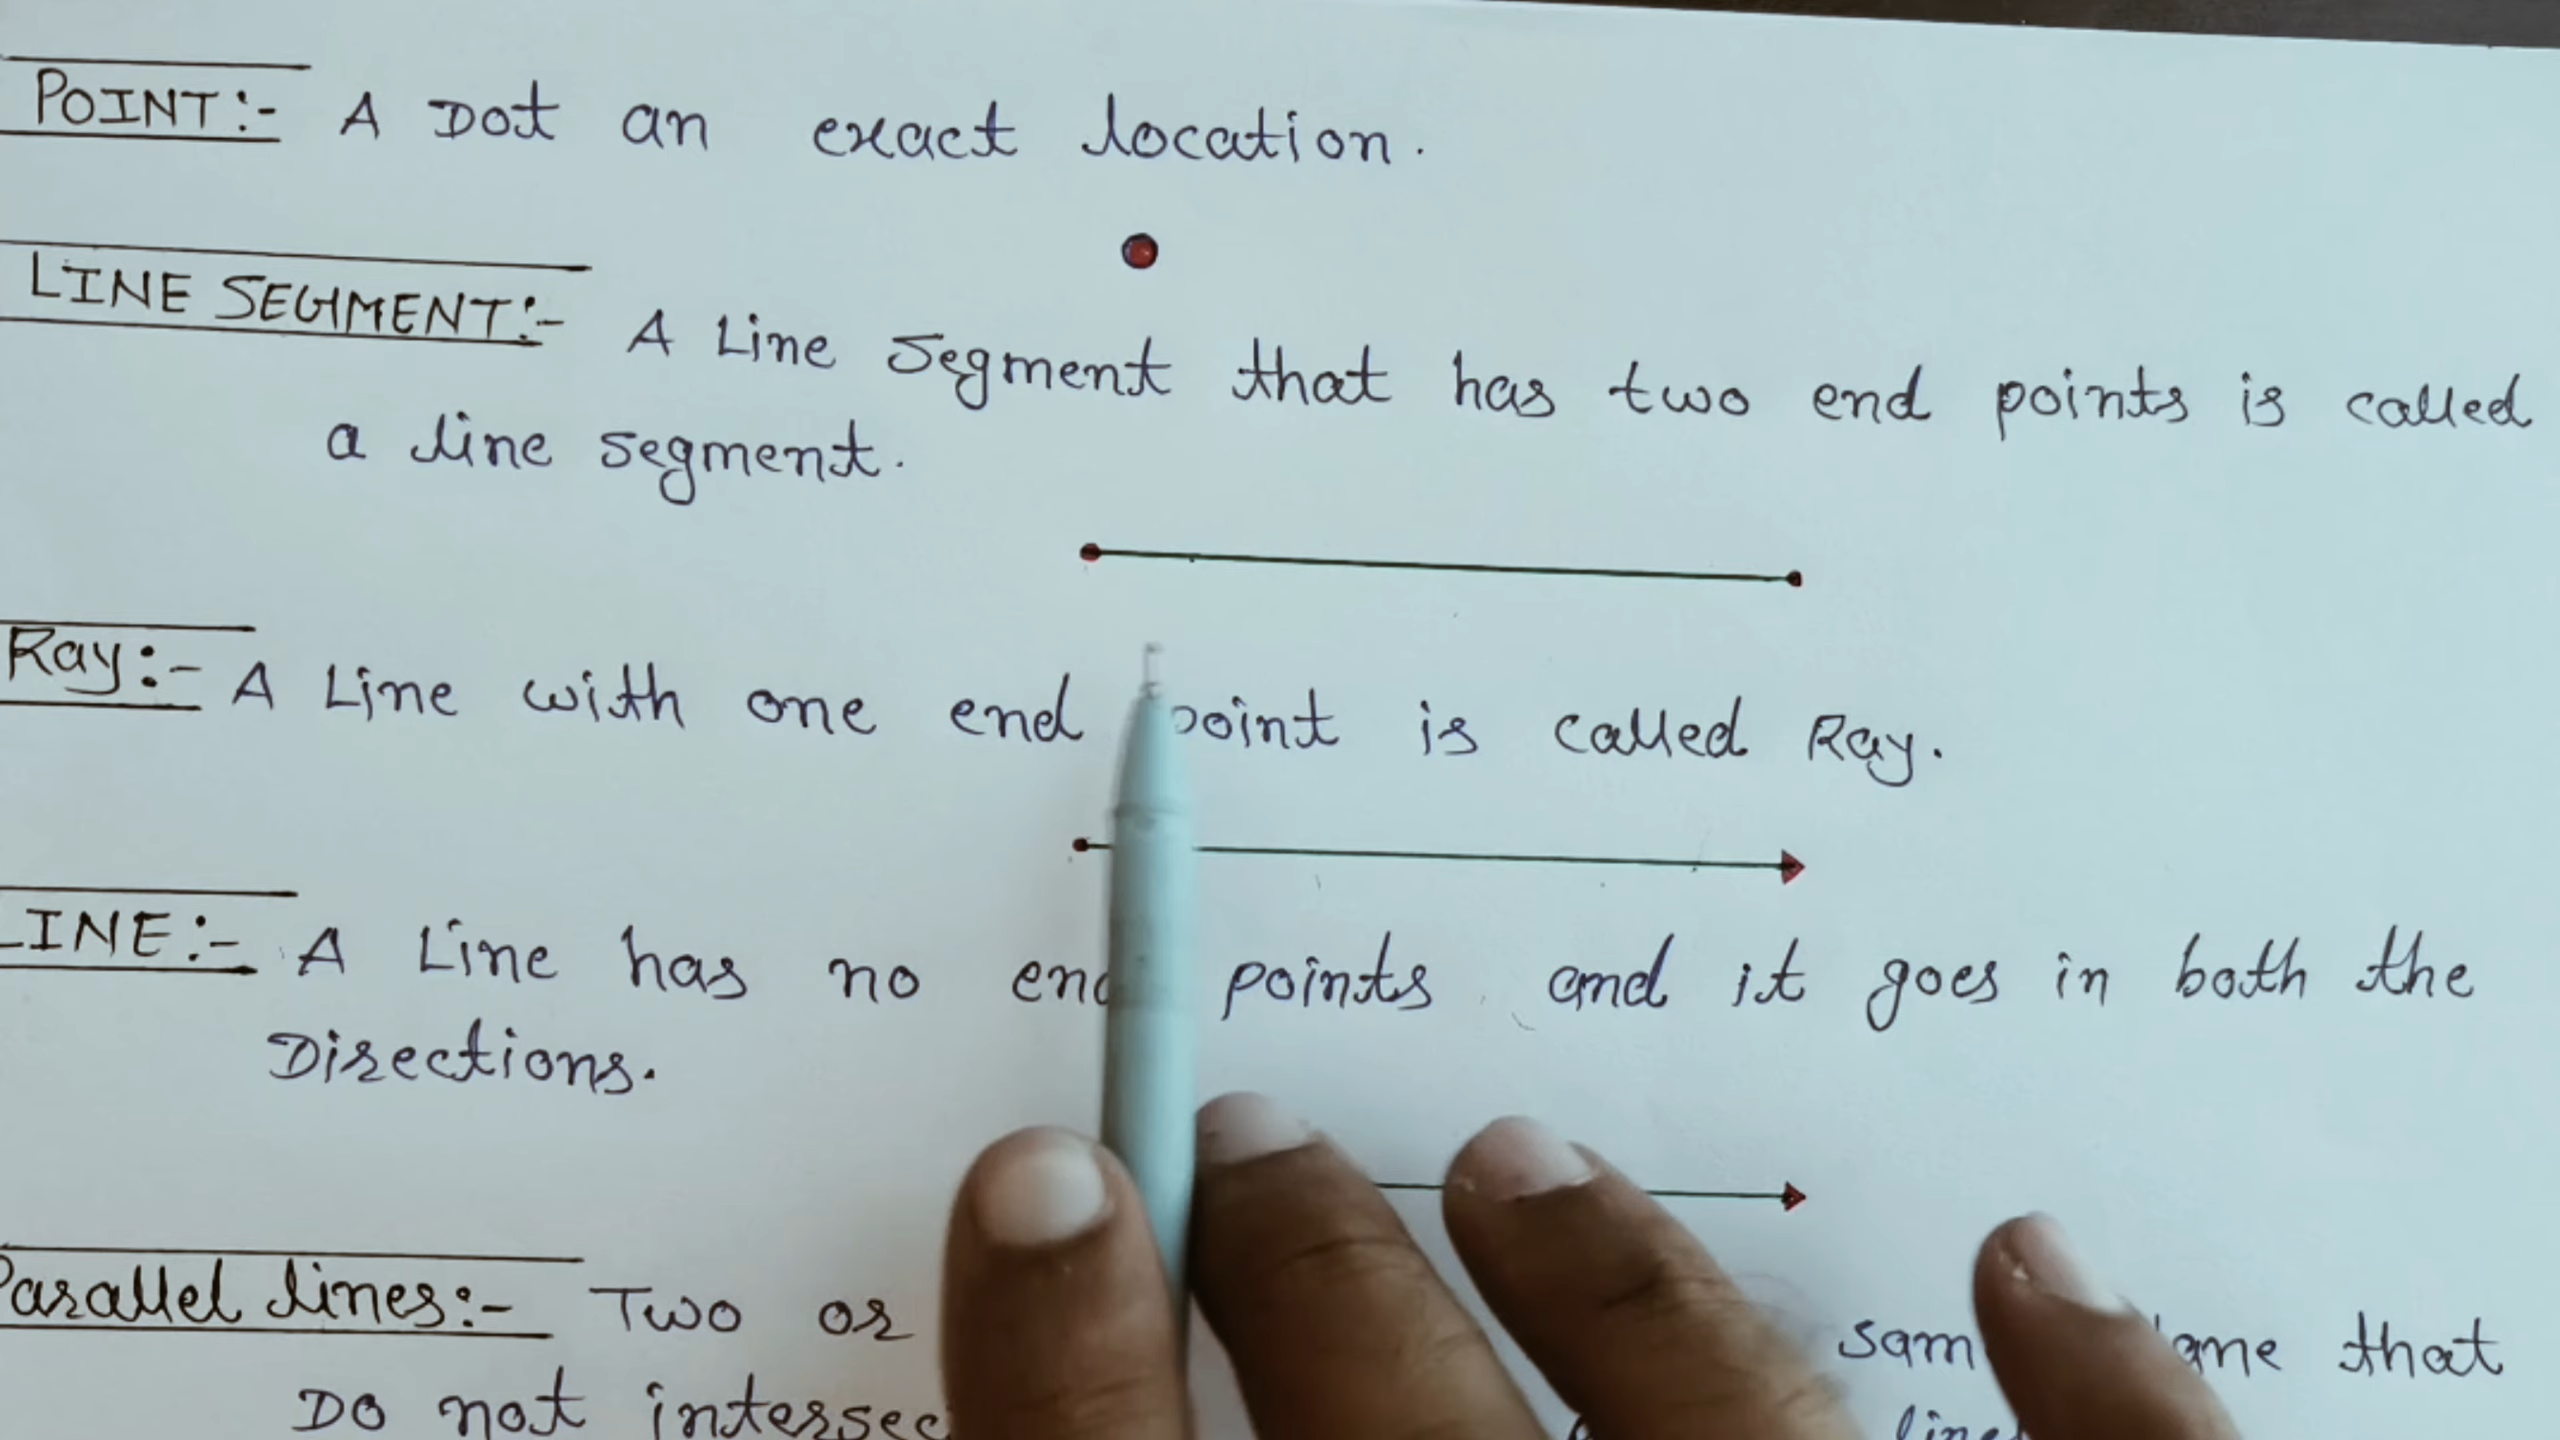 POINT:- A Dot an exact location.
LINE SEGMENT:- A Line Segment that has two end points is called
a line segment.
Ray:- A Line with one end point is called Ray.
LINE:- A Line has no end points and it goes in both the
Directions.
Parallel lines:- Two or that
Do not